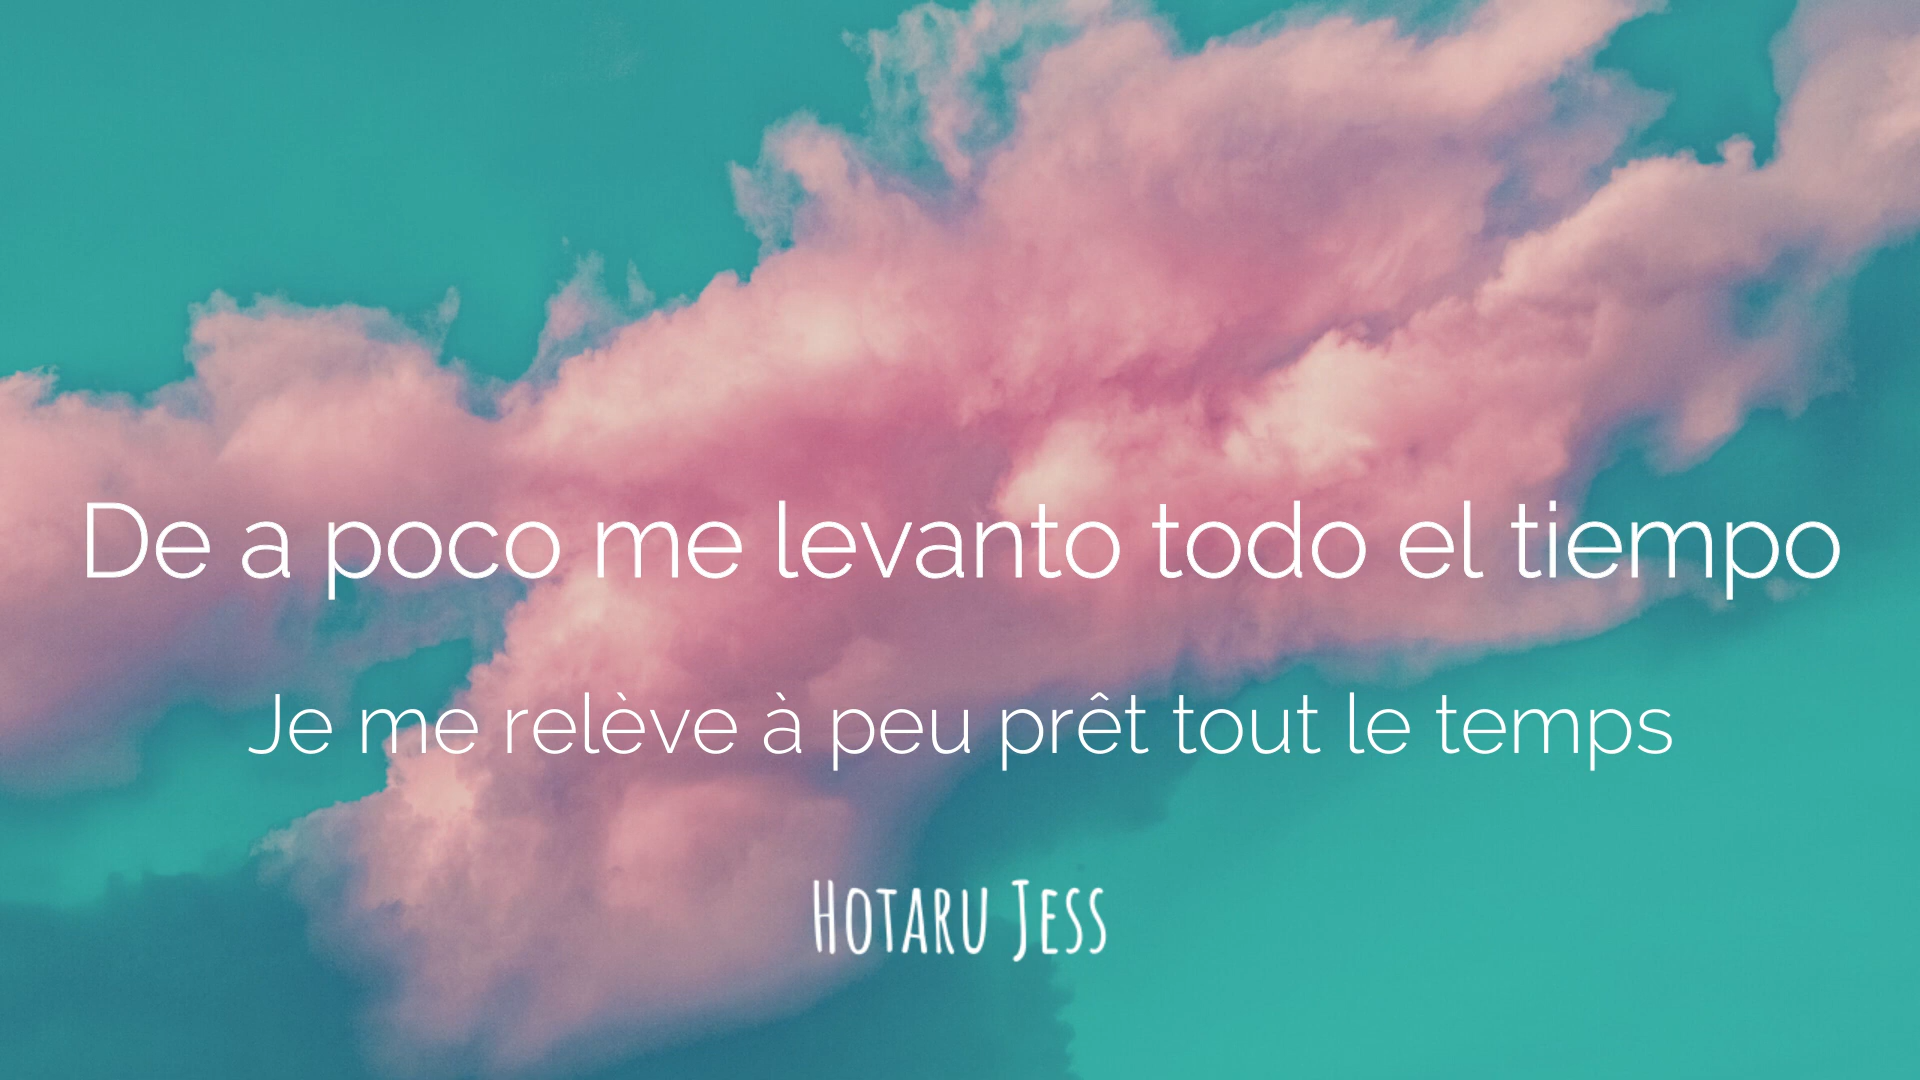 De a poco me levanto todo el tiempo
Je me relève à peu prêt tout le temps
Hotaru Jess